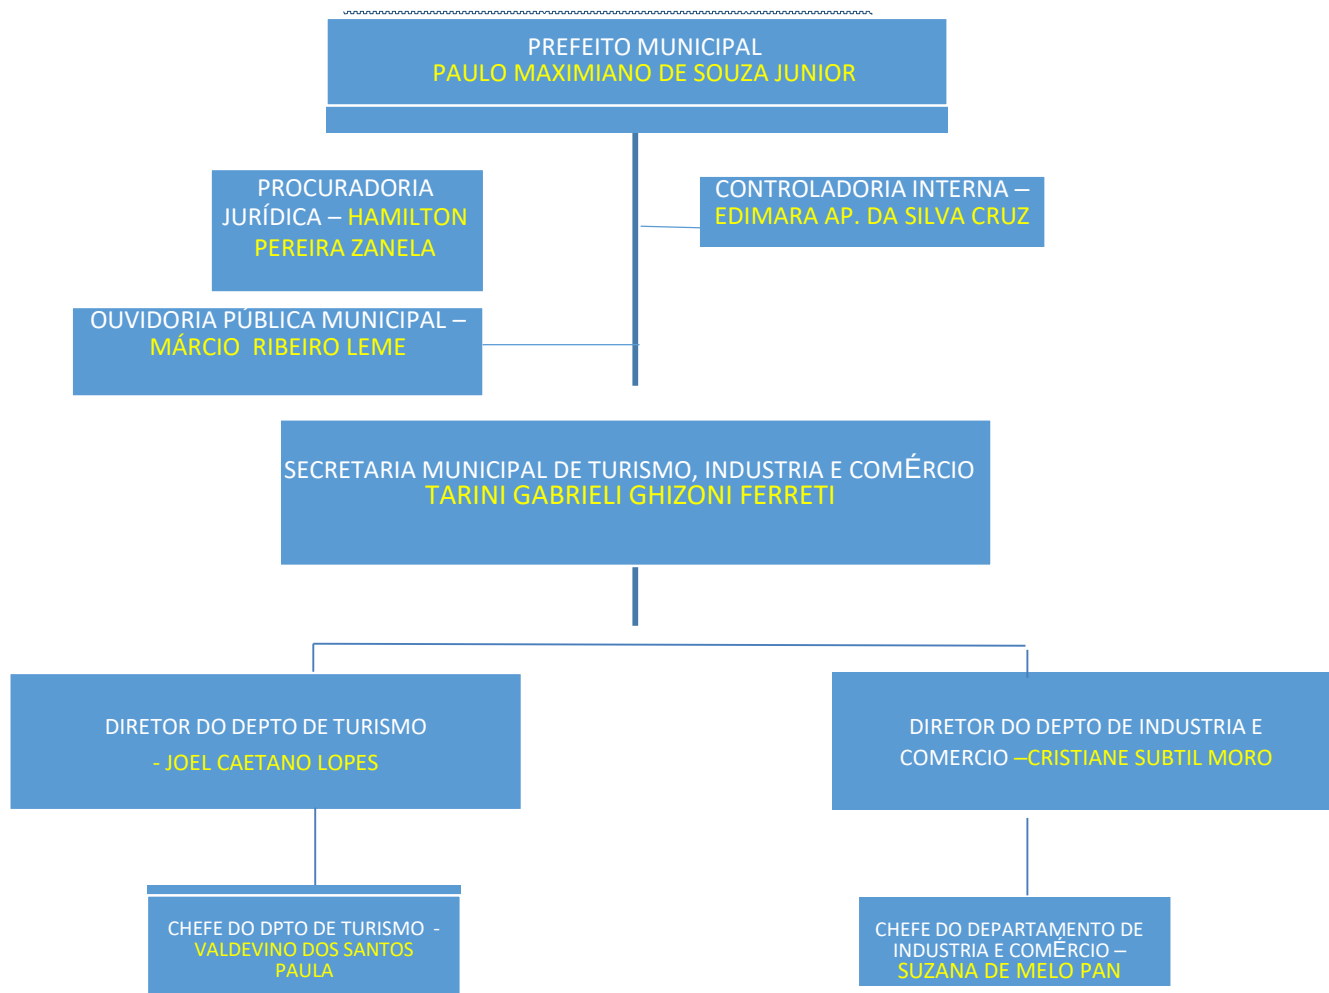 PREFEITO MUNICIPAL
PAULO MAXIMIANO DE SOUZA JUNIOR
PROCURADORIA
JURÍDICA – HAMILTON
PEREIRA ZANELA
CONTROLADORIA INTERNA –
EDIMARA AP. DA SILVA CRUZ
OUVIDORIA PÚBLICA MUNICIPAL –
MÁRCIO RIBEIRO LEME
SECRETARIA MUNICIPAL DE TURISMO, INDUSTRIA E COMÉRCIO
TARINI GABRIELI GHIZONI FERRETI
DIRETOR DO DEPTO DE TURISMO
- JOEL CAETANO LOPES
DIRETOR DO DEPTO DE INDUSTRIA E
COMERCIO –CRISTIANE SUBTIL MORO
CHEFE DO DPTO DE TURISMO -
VALDEVINO DOS SANTOS
PAULA
CHEFE DO DEPARTAMENTO DE
INDUSTRIA E COMÉRCIO –
SUZANA DE MELO PAN